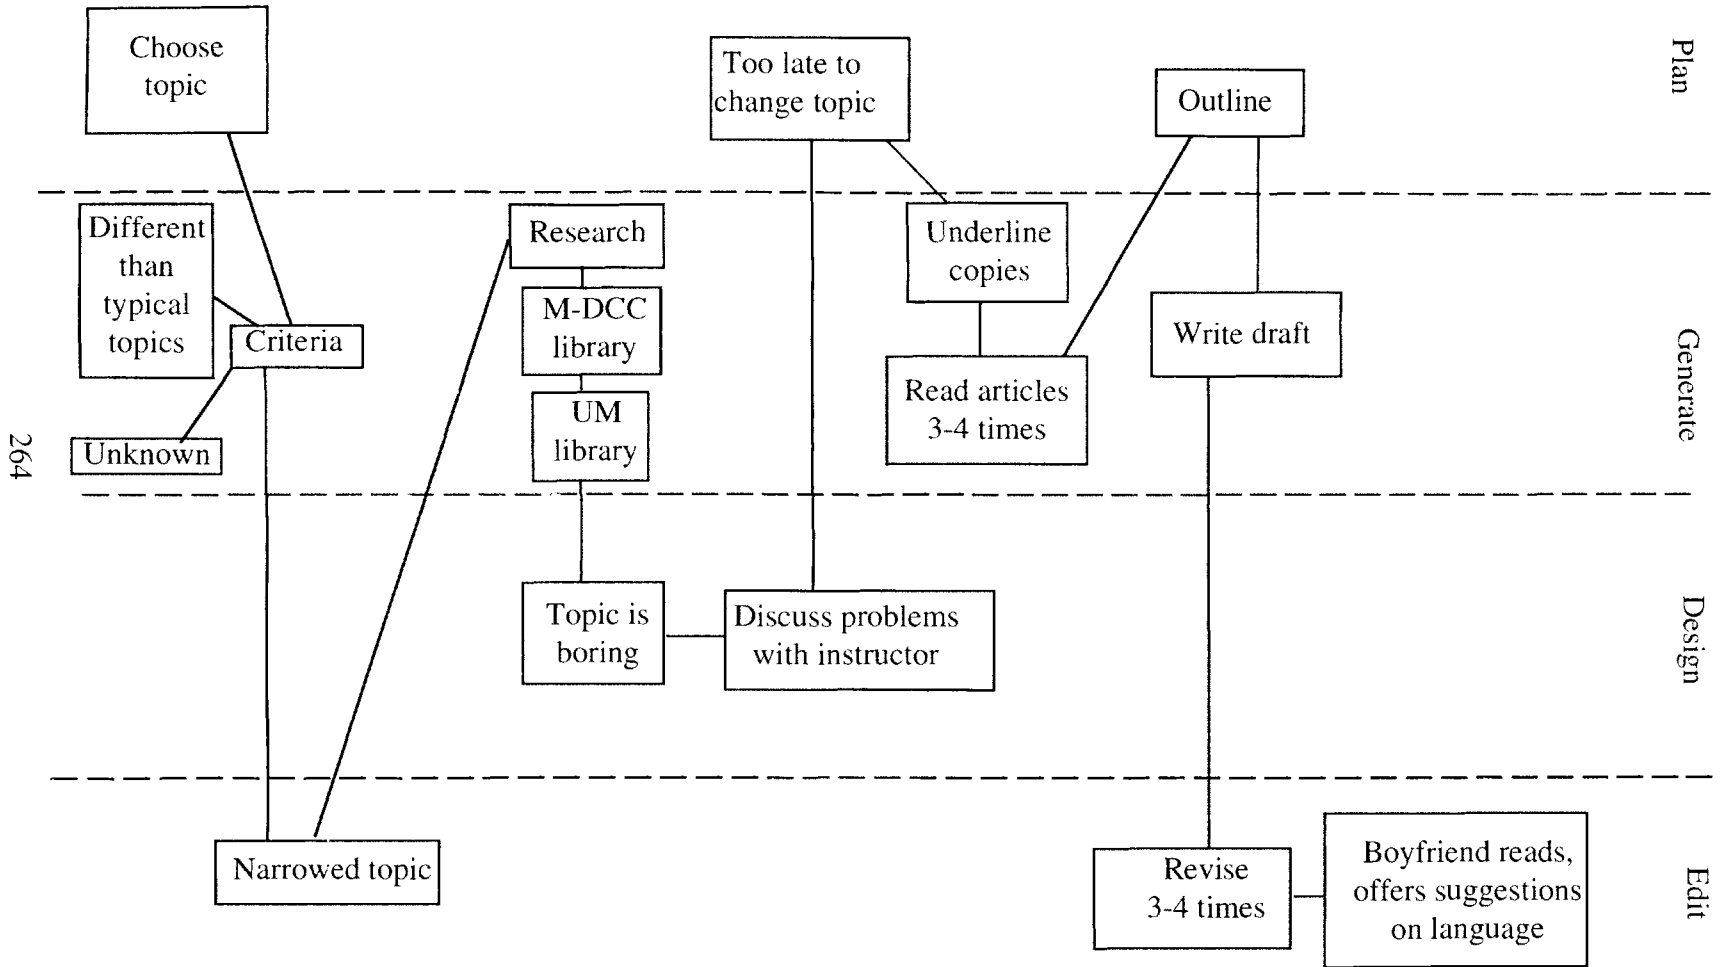 Choose
topic
Too late to
change topic
Outline
Plan
Different
than
typical
topics
Criteria
Unknown
Research
M-DCC
library
UM
library
Underline
copies
Read articles
3-4 times
Write draft
Generate
264
Topic is
boring
Discuss problems
with instructor
Design
Narrowed topic
Revise
3-4 times
Boyfriend reads,
offers suggestions
on language
Edit